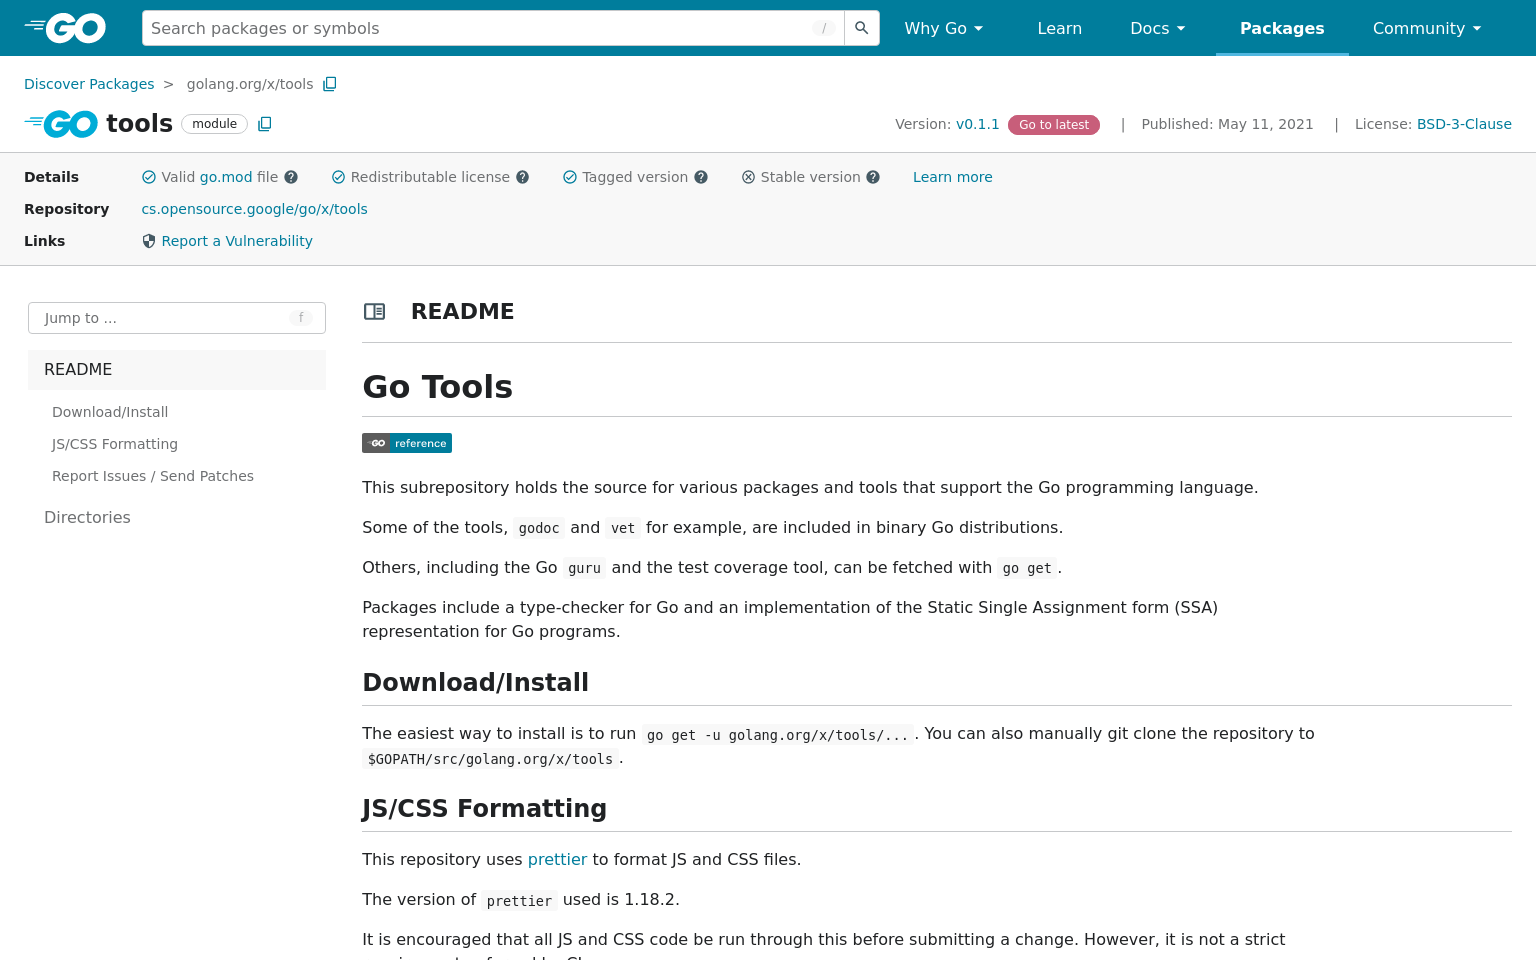 GO Search packages or symbols / Why Go Learn Docs Packages Community
Discover Packages > golang.org/x/tools
GO tools module Version: v0.1.1 Go to latest | Published: May 11, 2021 | License: BSD-3-Clause
Details Valid go.mod file Redistributable license Tagged version Stable version Learn more
Repository cs.opensource.google/go/x/tools
Links Report a Vulnerability
Jump to ... f
README
Download/Install
JS/CSS Formatting
Report Issues / Send Patches
Directories
README
Go Tools
GO reference
This subrepository holds the source for various packages and tools that support the Go programming language.
Some of the tools, godoc and vet for example, are included in binary Go distributions.
Others, including the Go guru and the test coverage tool, can be fetched with go get.
Packages include a type-checker for Go and an implementation of the Static Single Assignment form (SSA)
representation for Go programs.
Download/Install
The easiest way to install is to run go get -u golang.org/x/tools/... . You can also manually git clone the repository to
$GOPATH/src/golang.org/x/tools.
JS/CSS Formatting
This repository uses prettier to format JS and CSS files.
The version of prettier used is 1.18.2.
It is encouraged that all JS and CSS code be run through this before submitting a change. However, it is not a strict